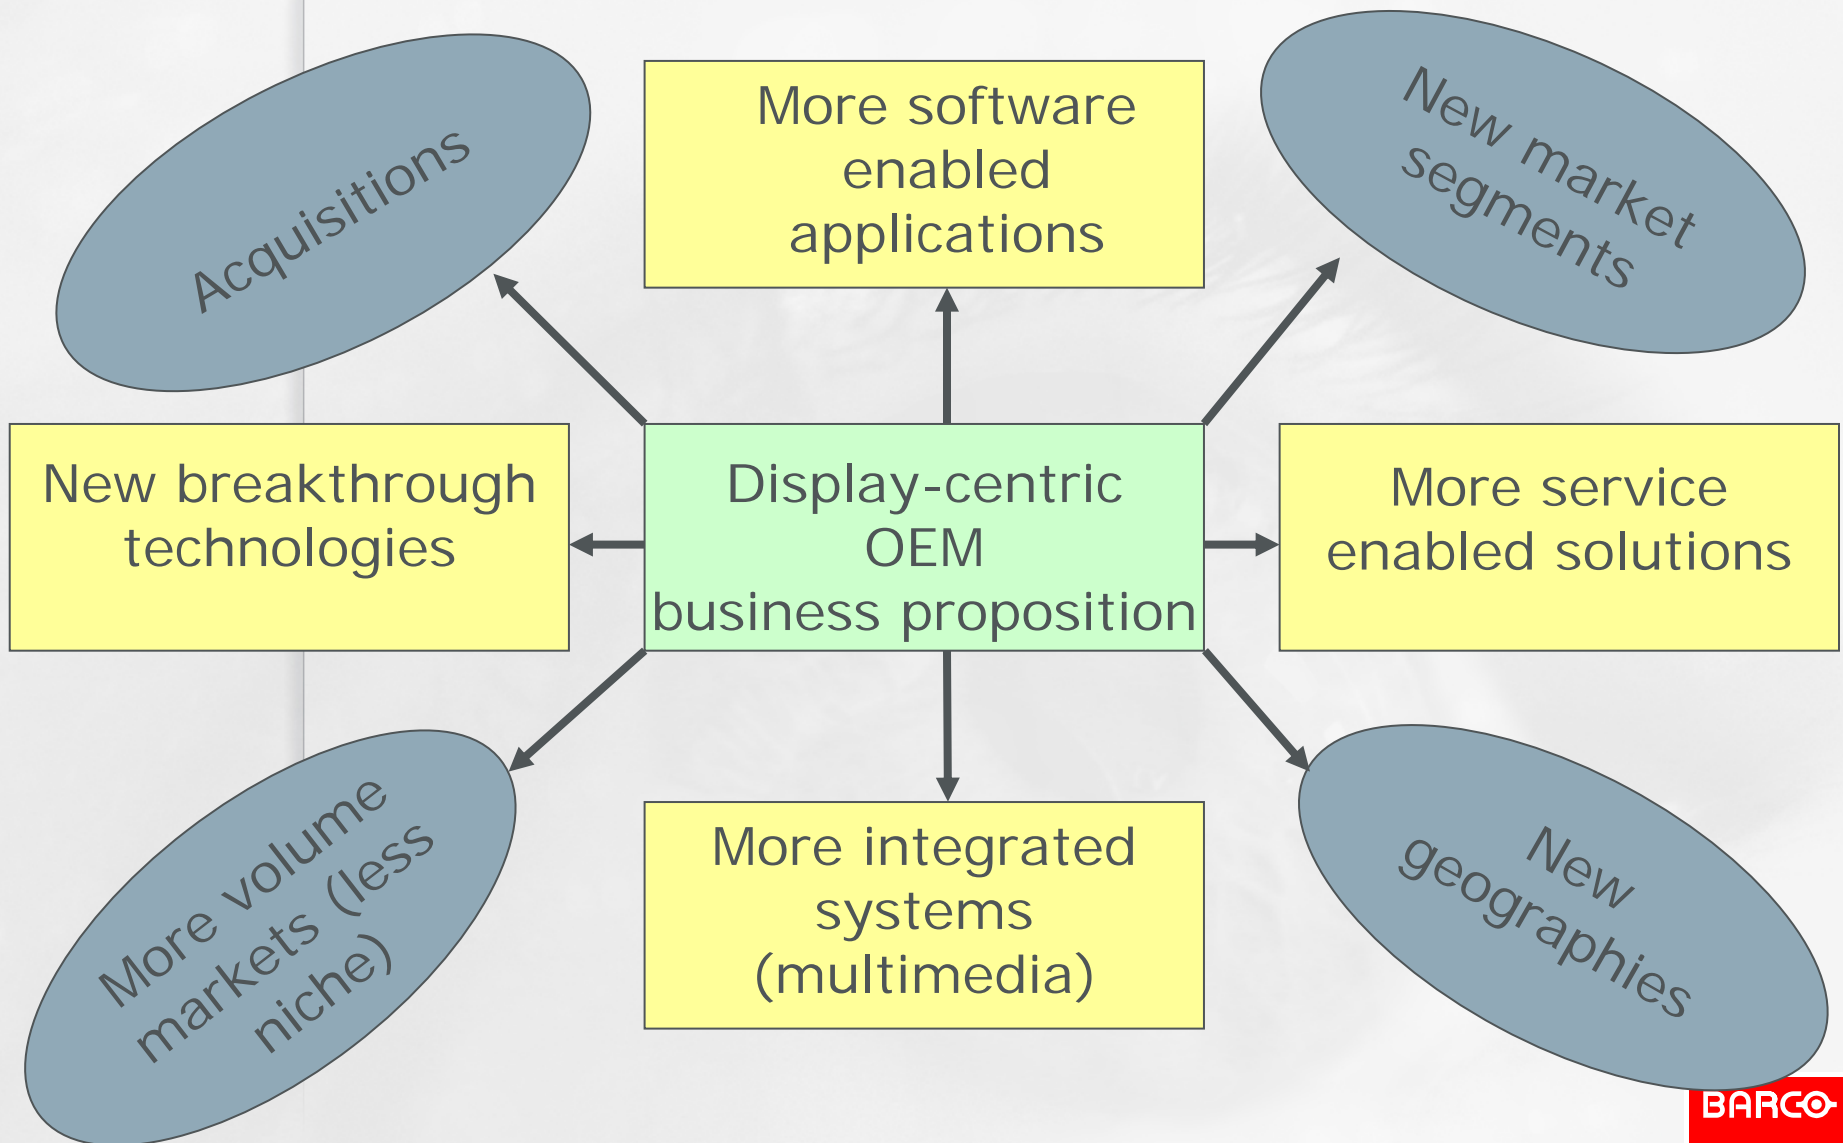 Acquisitions
More software
enabled
applications
New market
segments
New breakthrough
technologies
Display-centric
OEM
business proposition
More service
enabled solutions
More volume
markets (less
niche)
More integrated
systems
(multimedia)
New
geographies
BARCO